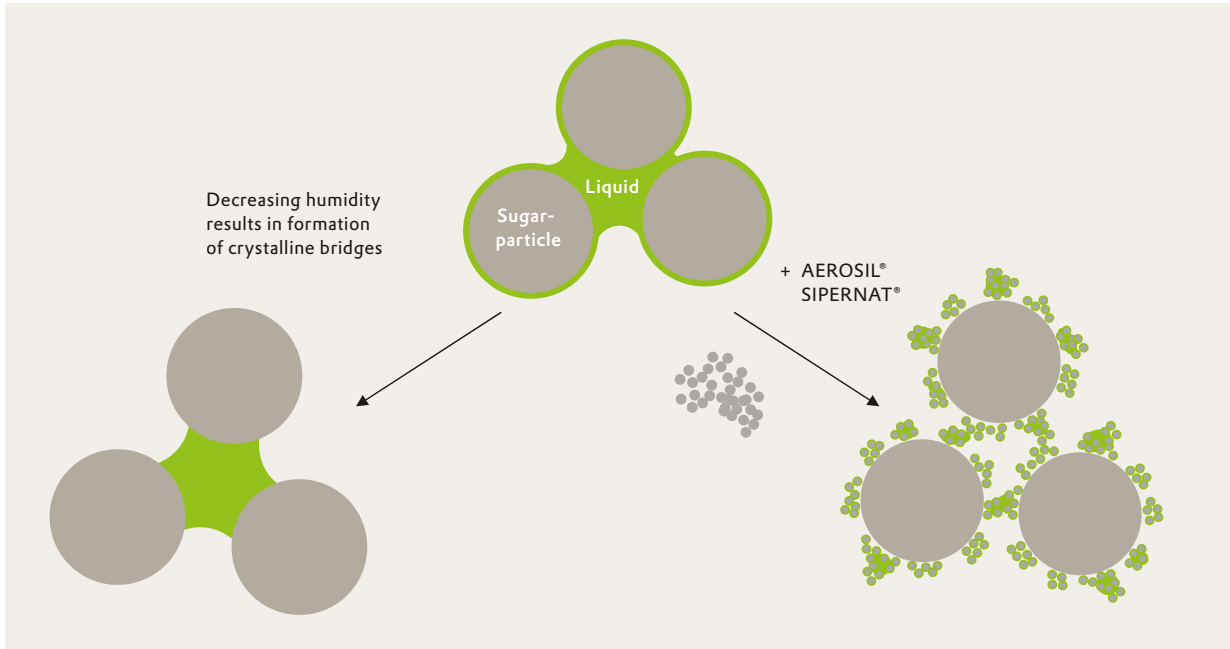 Liquid
Sugar-
particle
Decreasing humidity
results in formation
of crystalline bridges
+ AEROSIL®
SIPERNAT®